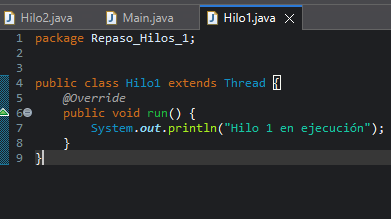 Hilo2.java Main.java Hilo1.java
1 package Repaso_Hilos_1;
2
3
4 public class Hilo1 extends Thread {
5     @Override
6     public void run() {
7         System.out.println("Hilo 1 en ejecución");
8     }
9 }